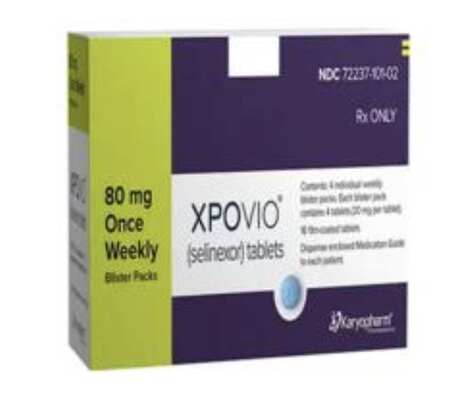 80 mg
Once
Weekly
Blister Packs
XPOVIO®
(selinexor) tablets
NDC 72237-101-02
Rx ONLY
Contents: 4 individual weekly
blister packs. Each blister pack
contains 4 tablets (20 mg per tablet).
16 film-coated tablets.
Dispense enclosed Medication Guide
to each patient.
Karyopharm®